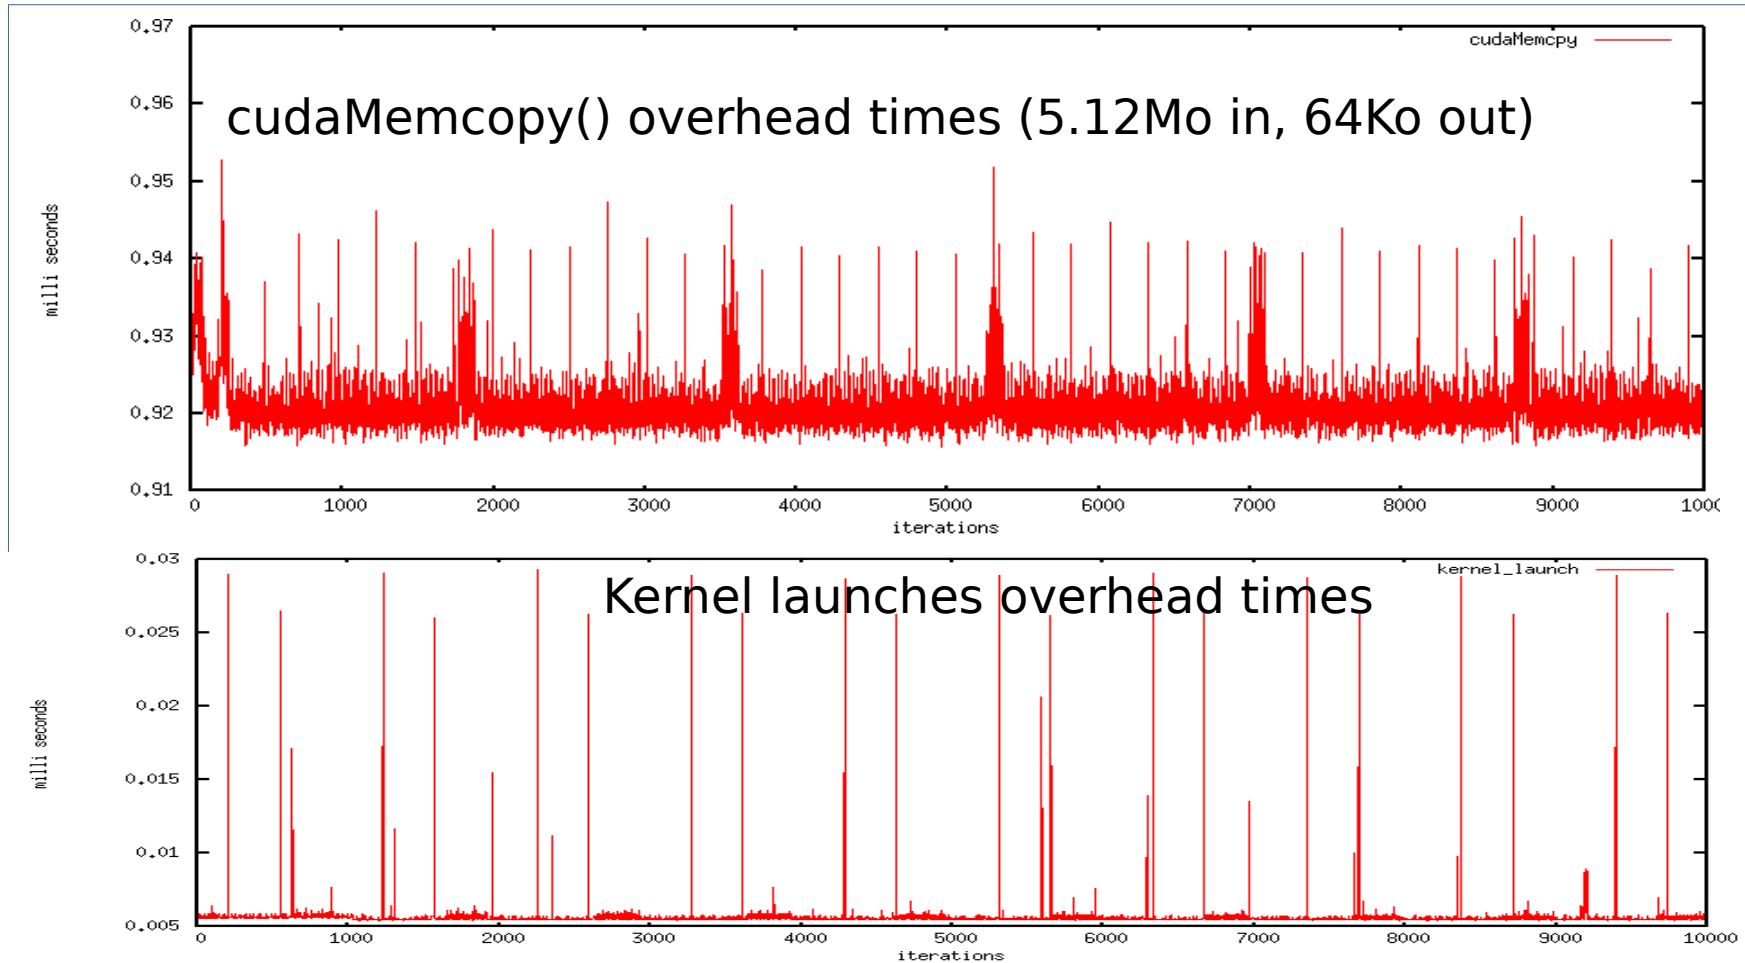 0.97
cudaMemcpy
0.96
cudaMemcopy() overhead times (5.12Mo in, 64Ko out)
0.95
milli seconds
0.94
0.93
0.92
0.91
0 1000 2000 3000 4000 5000 6000 7000 8000 9000 1000
iterations
0.03
kernel_launch
Kernel launches overhead times
0.025
0.02
milli seconds
0.015
0.01
0.005
0 1000 2000 3000 4000 5000 6000 7000 8000 9000 10000
iterations